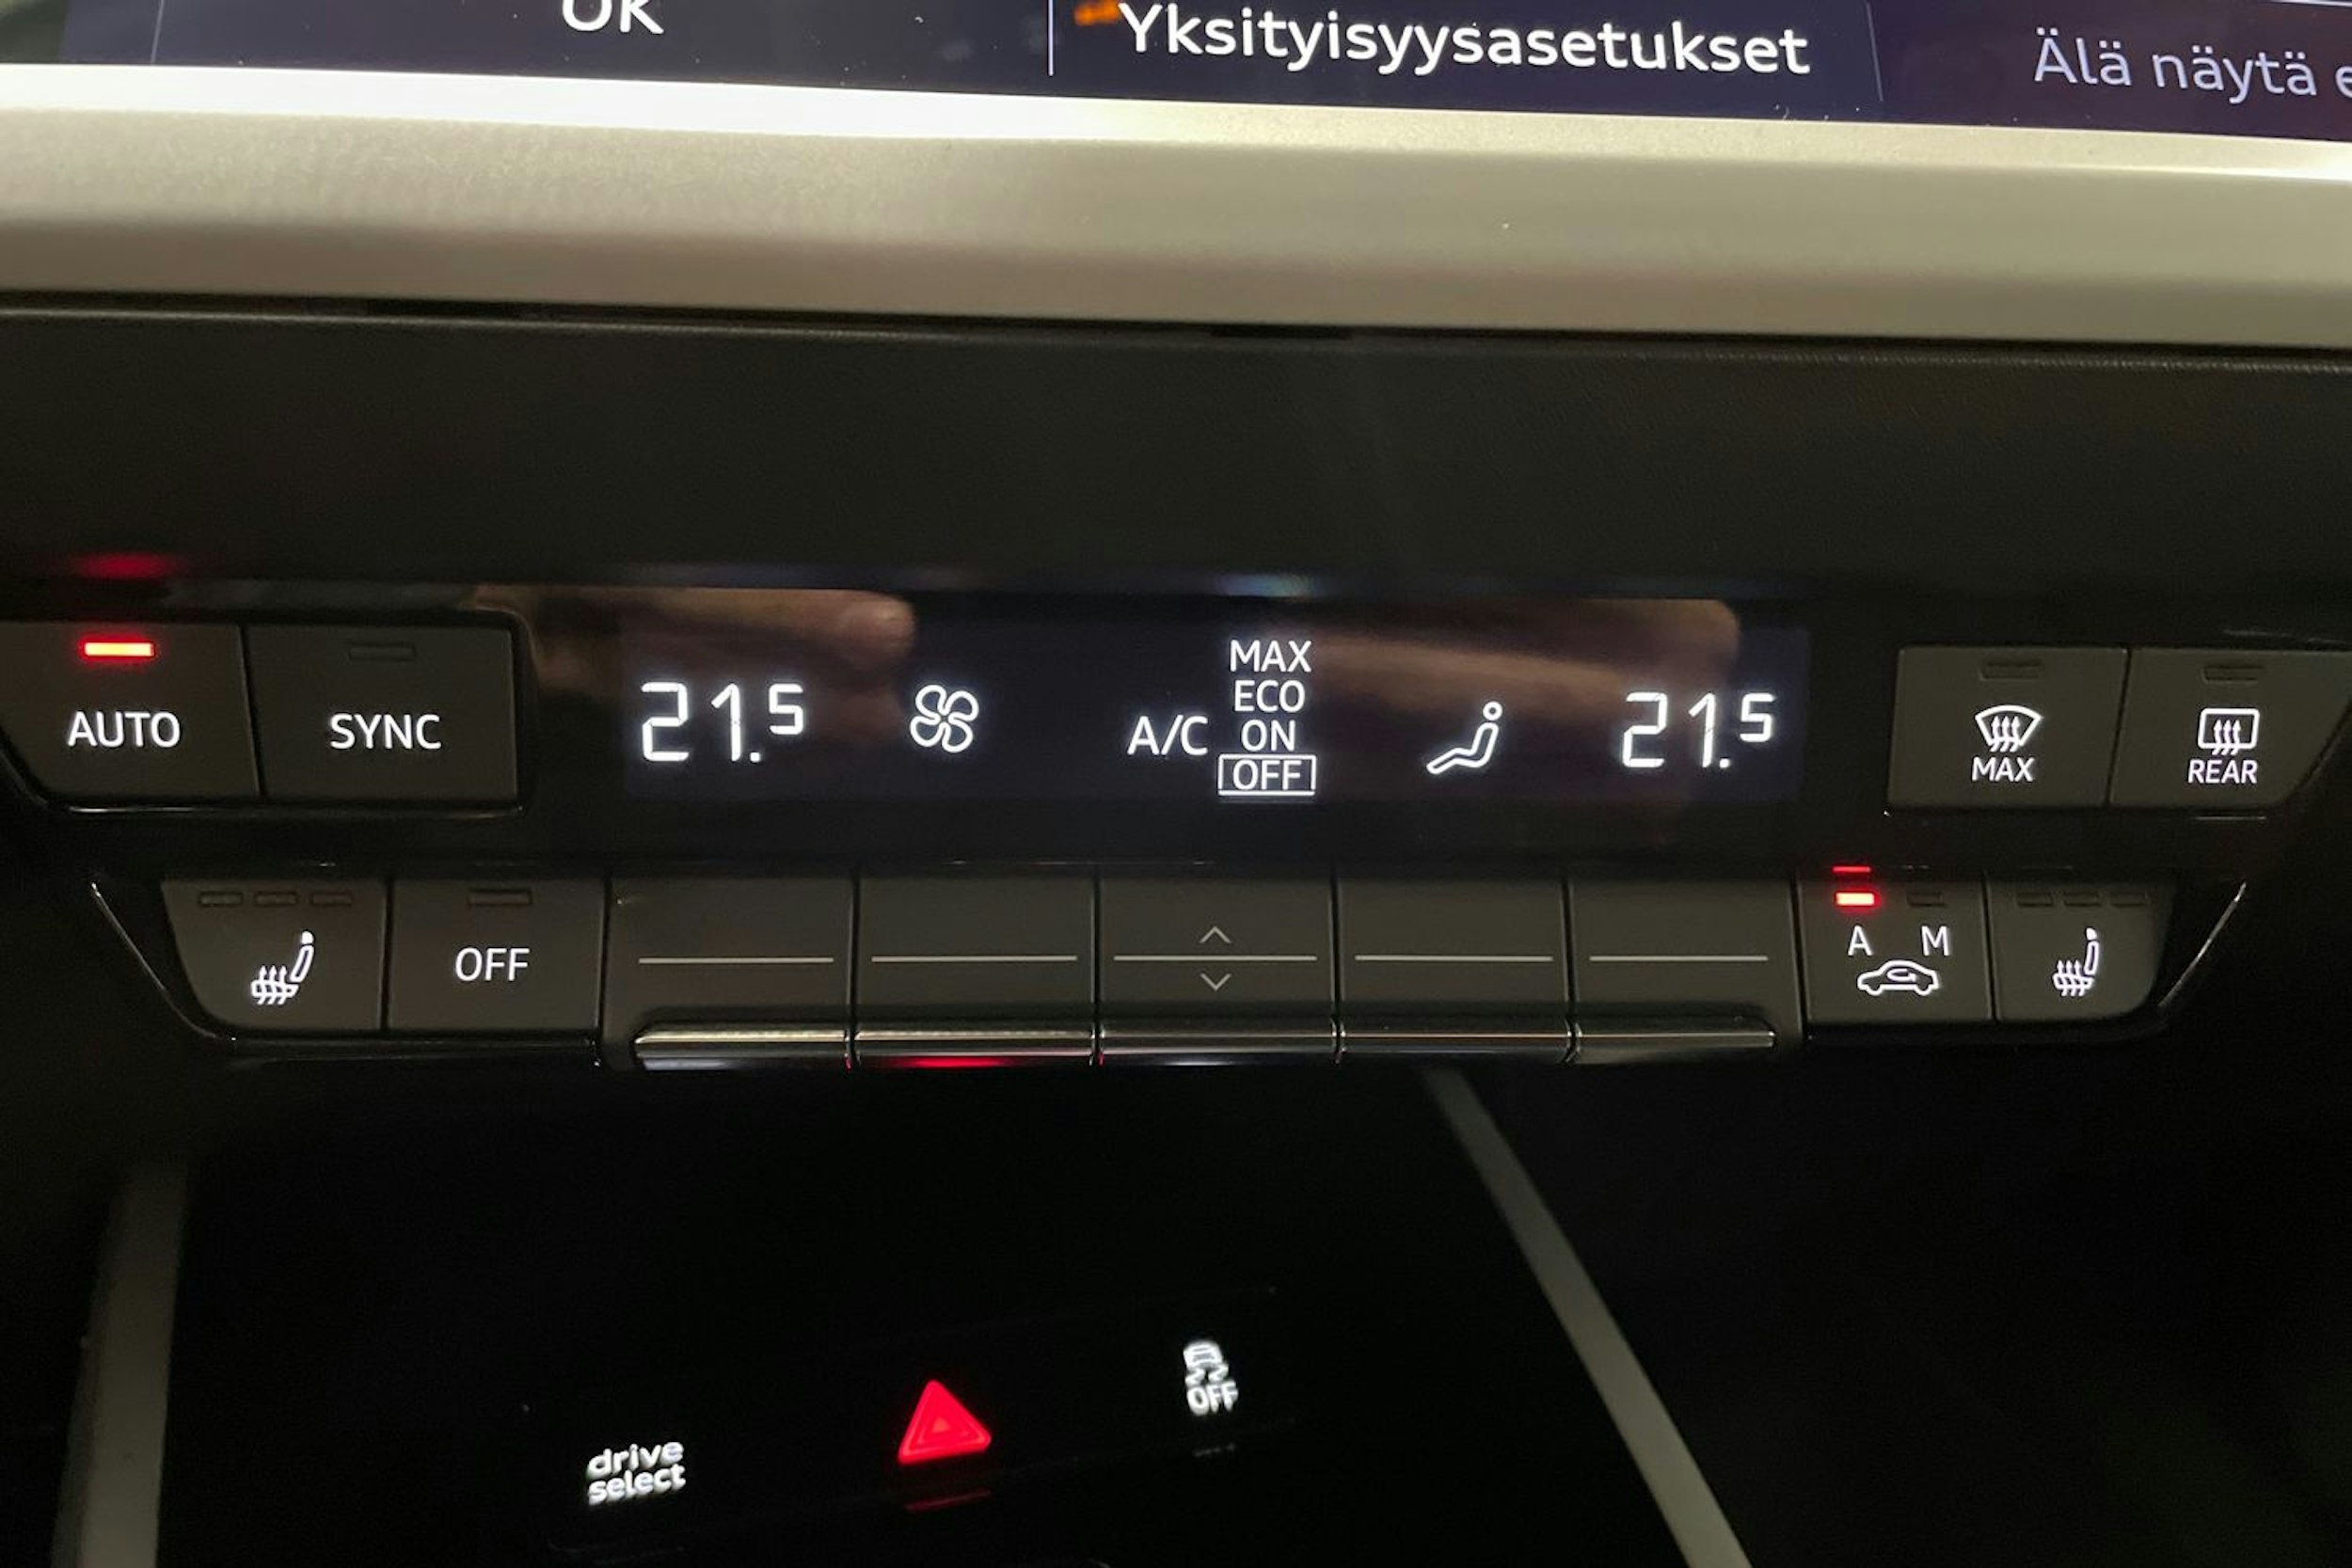 OK
Yksityisyysasetukset
Älä näytä
AUTO
SYNC
21.5
A/C
MAX
ECO
ON
OFF
21.5
MAX
REAR
OFF
A M
drive
select
OFF